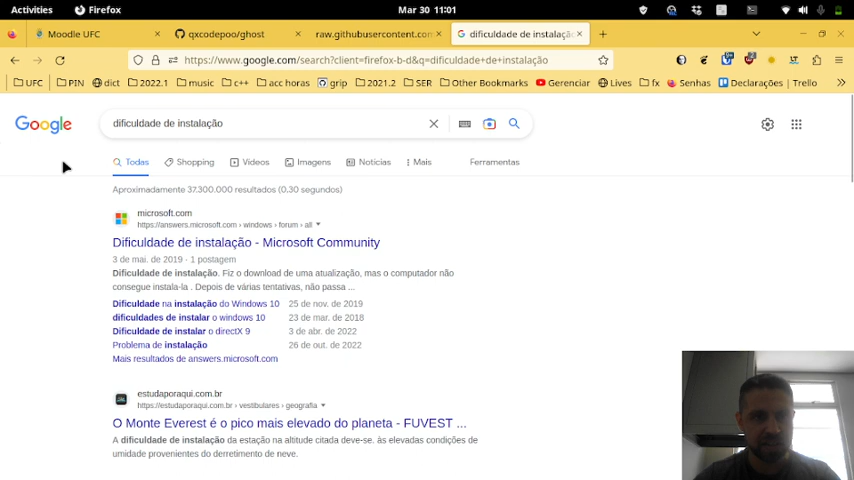 Activities Firefox Mar 30 11:01
Moodle UFC × qxcodepoo/ghost × raw.githubusercontent.com/ × G dificuldade de instalaçã × +
https://www.google.com/search?client=firefox-b-d&q=dificuldade+de+instalação
UFC PIN dict 2022.1 music c++ acc horas grip 2021.2 SER Other Bookmarks Gerenciar Lives fx Senhas Declarações | Trello »
Google dificuldade de instalação
Todas Shopping Vídeos Imagens Notícias Mais Ferramentas
Aproximadamente 37.300.000 resultados (0,30 segundos)
microsoft.com
https://answers.microsoft.com › windows › forum › all
Dificuldade de instalação - Microsoft Community
3 de mai. de 2019 · 1 postagem
Dificuldade de instalação. Fiz o download de uma atualização, mas o computador não
consegue instala-la . Depois de várias tentativas, não passa ...
Dificuldade na instalação do Windows 10 25 de nov. de 2019
dificuldades de instalar o windows 10 23 de mar. de 2018
Dificuldade de instalar o directX 9 3 de abr. de 2022
Problema de instalação 26 de out. de 2022
Mais resultados de answers.microsoft.com
estudaporaqui.com.br
https://estudaporaqui.com.br › vestibulares › geografia
O Monte Everest é o pico mais elevado do planeta - FUVEST ...
A dificuldade de instalação da estação na altitude citada deve-se. às elevadas condições de
umidade provenientes do derretimento de neve.